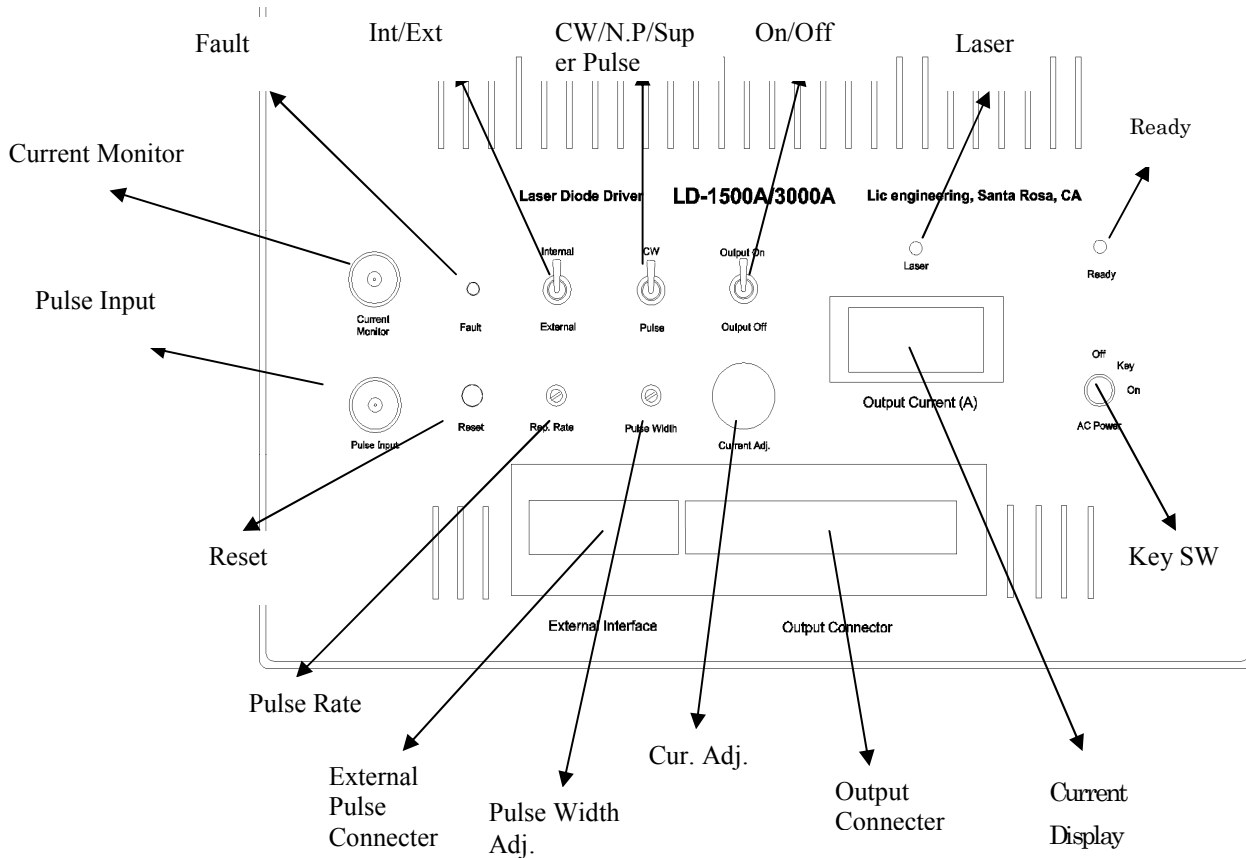 Fault
Int/Ext
CW/N.P/Sup
er Pulse
On/Off
Laser
Ready
Current Monitor
Pulse Input
Laser Diode Driver
LD-1500A/3000A
Lic engineering, Santa Rosa, CA
Internal
CW
Output On
Laser
Ready
Current
Monitor
Fault
External
Pulse
Output Off
Off
Key
On
Output Current (A)
AC Power
Pulse Input
Reset
Rep. Rate
Pulse Width
Current Adj.
Reset
Key SW
External Interface
Output Connector
Pulse Rate
External
Pulse
Connecter
Pulse Width
Adj.
Cur. Adj.
Output
Connecter
Current
Display